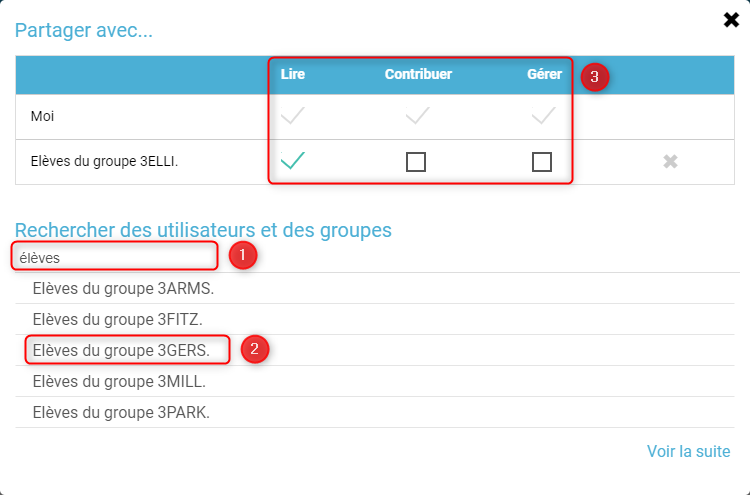 Partager avec...
Lire Contribuer Gérer 3
Moi
Elèves du groupe 3ELLI.
Rechercher des utilisateurs et des groupes
élèves 1
Elèves du groupe 3ARMS.
Elèves du groupe 3FITZ.
Elèves du groupe 3GERS. 2
Elèves du groupe 3MILL.
Elèves du groupe 3PARK.
Voir la suite